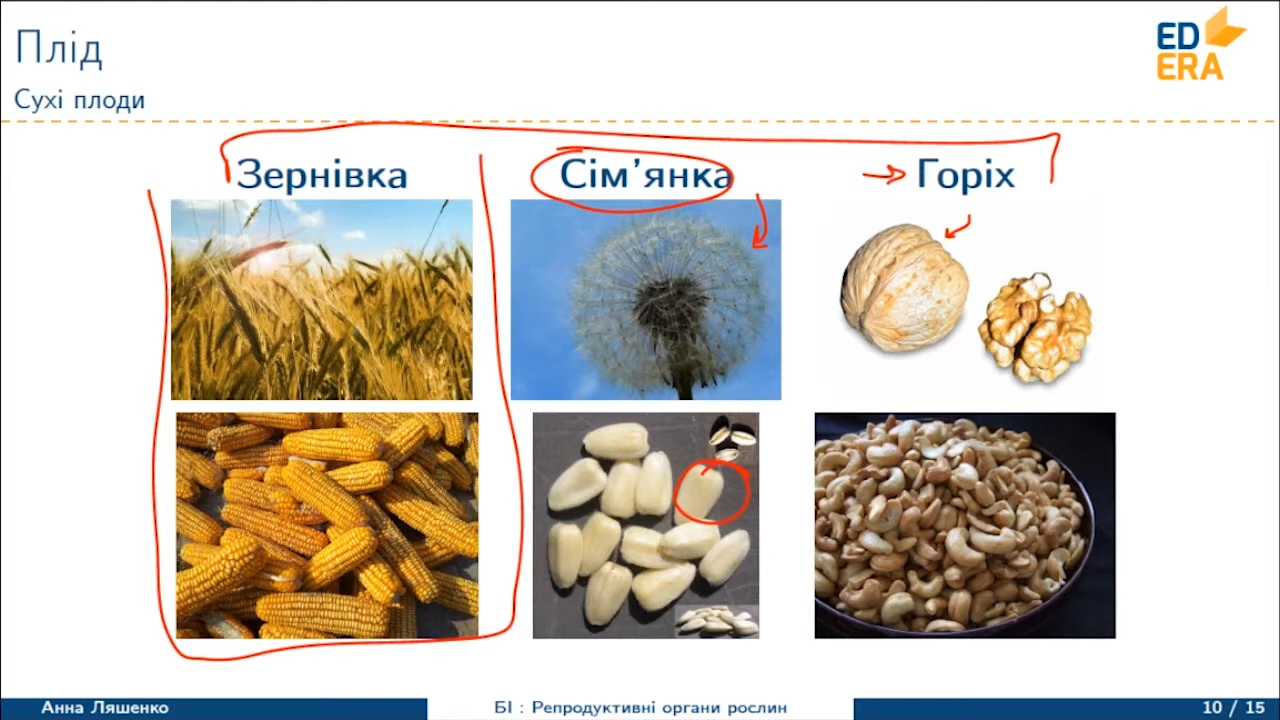 Плід
ED
ERA
Сухі плоди
Зернівка
Сім'янка
Горіх
Анна Ляшенко
БІ : Репродуктивні органи рослин
10 / 15